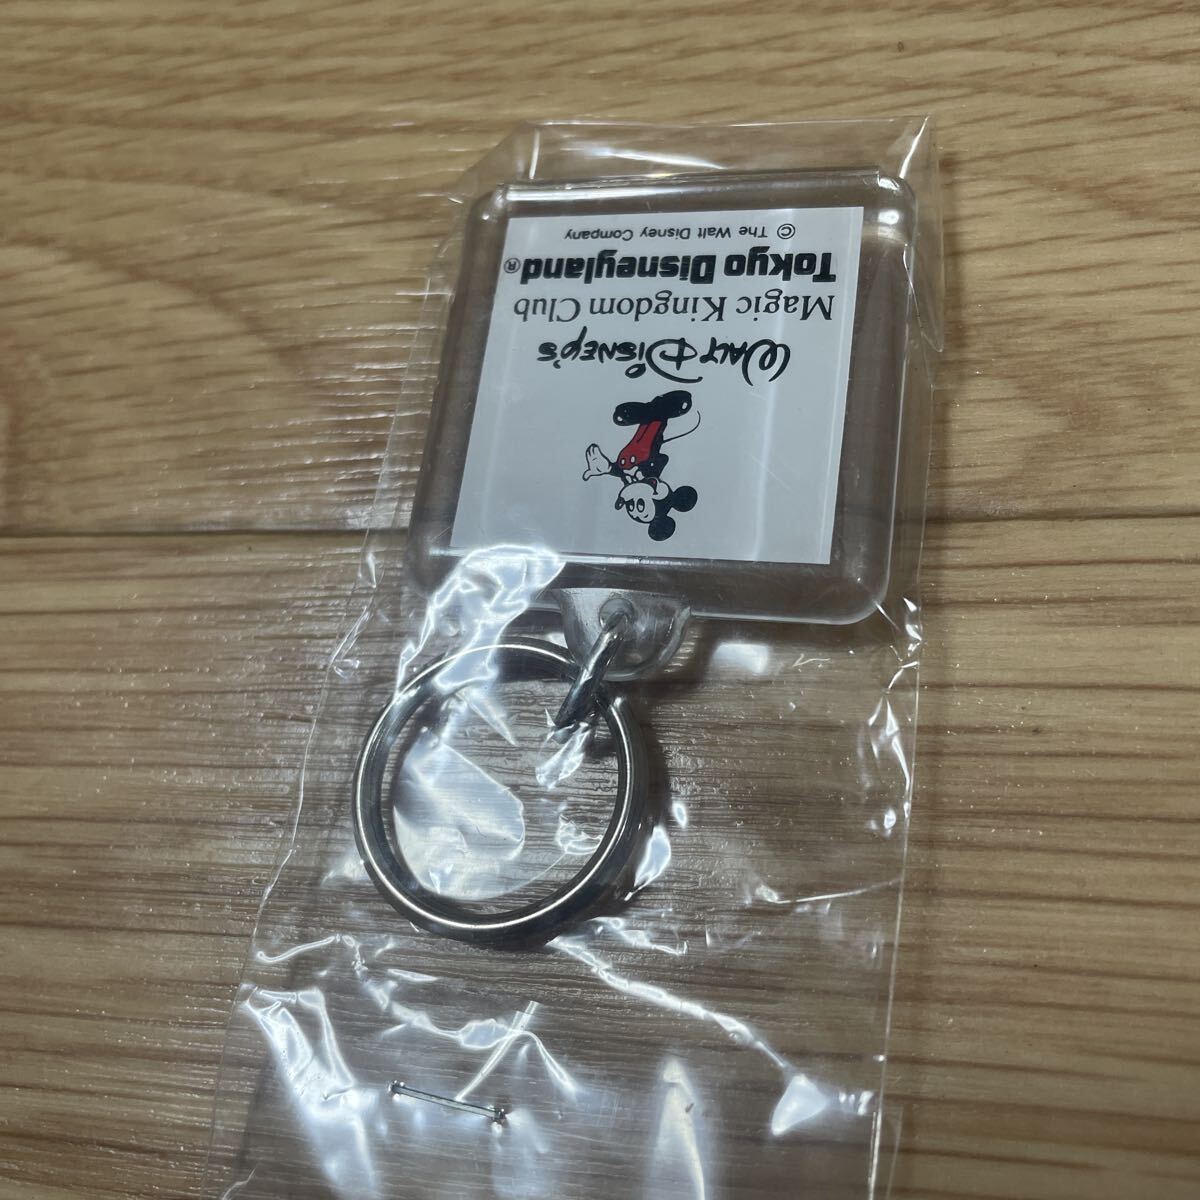 WALT DISNEY'S
Magic Kingdom Club
Tokyo Disneyland®
© The Walt Disney Company